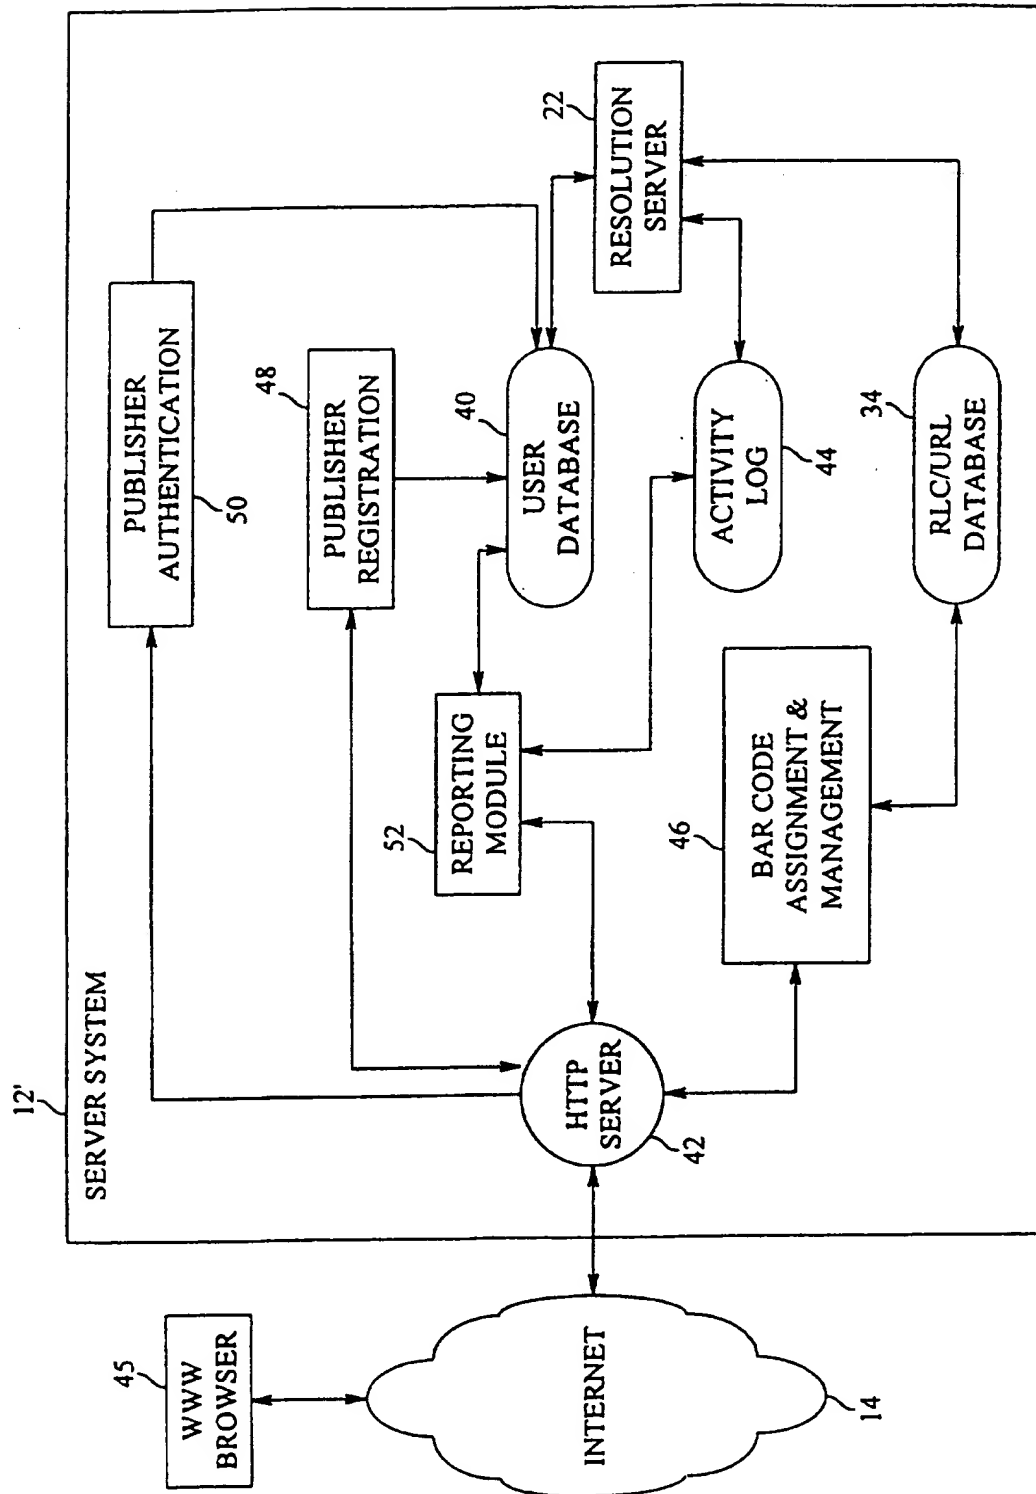 12'
SERVER SYSTEM
45
WWW
BROWSER
INTERNET
14
HTTP
SERVER
42
PUBLISHER
AUTHENTICATION
50
48
PUBLISHER
REGISTRATION
52
REPORTING
MODULE
40
USER
DATABASE
22
RESOLUTION
SERVER
ACTIVITY
LOG
44
46
BAR CODE
ASSIGNMENT &
MANAGEMENT
34
RLC/URL
DATABASE